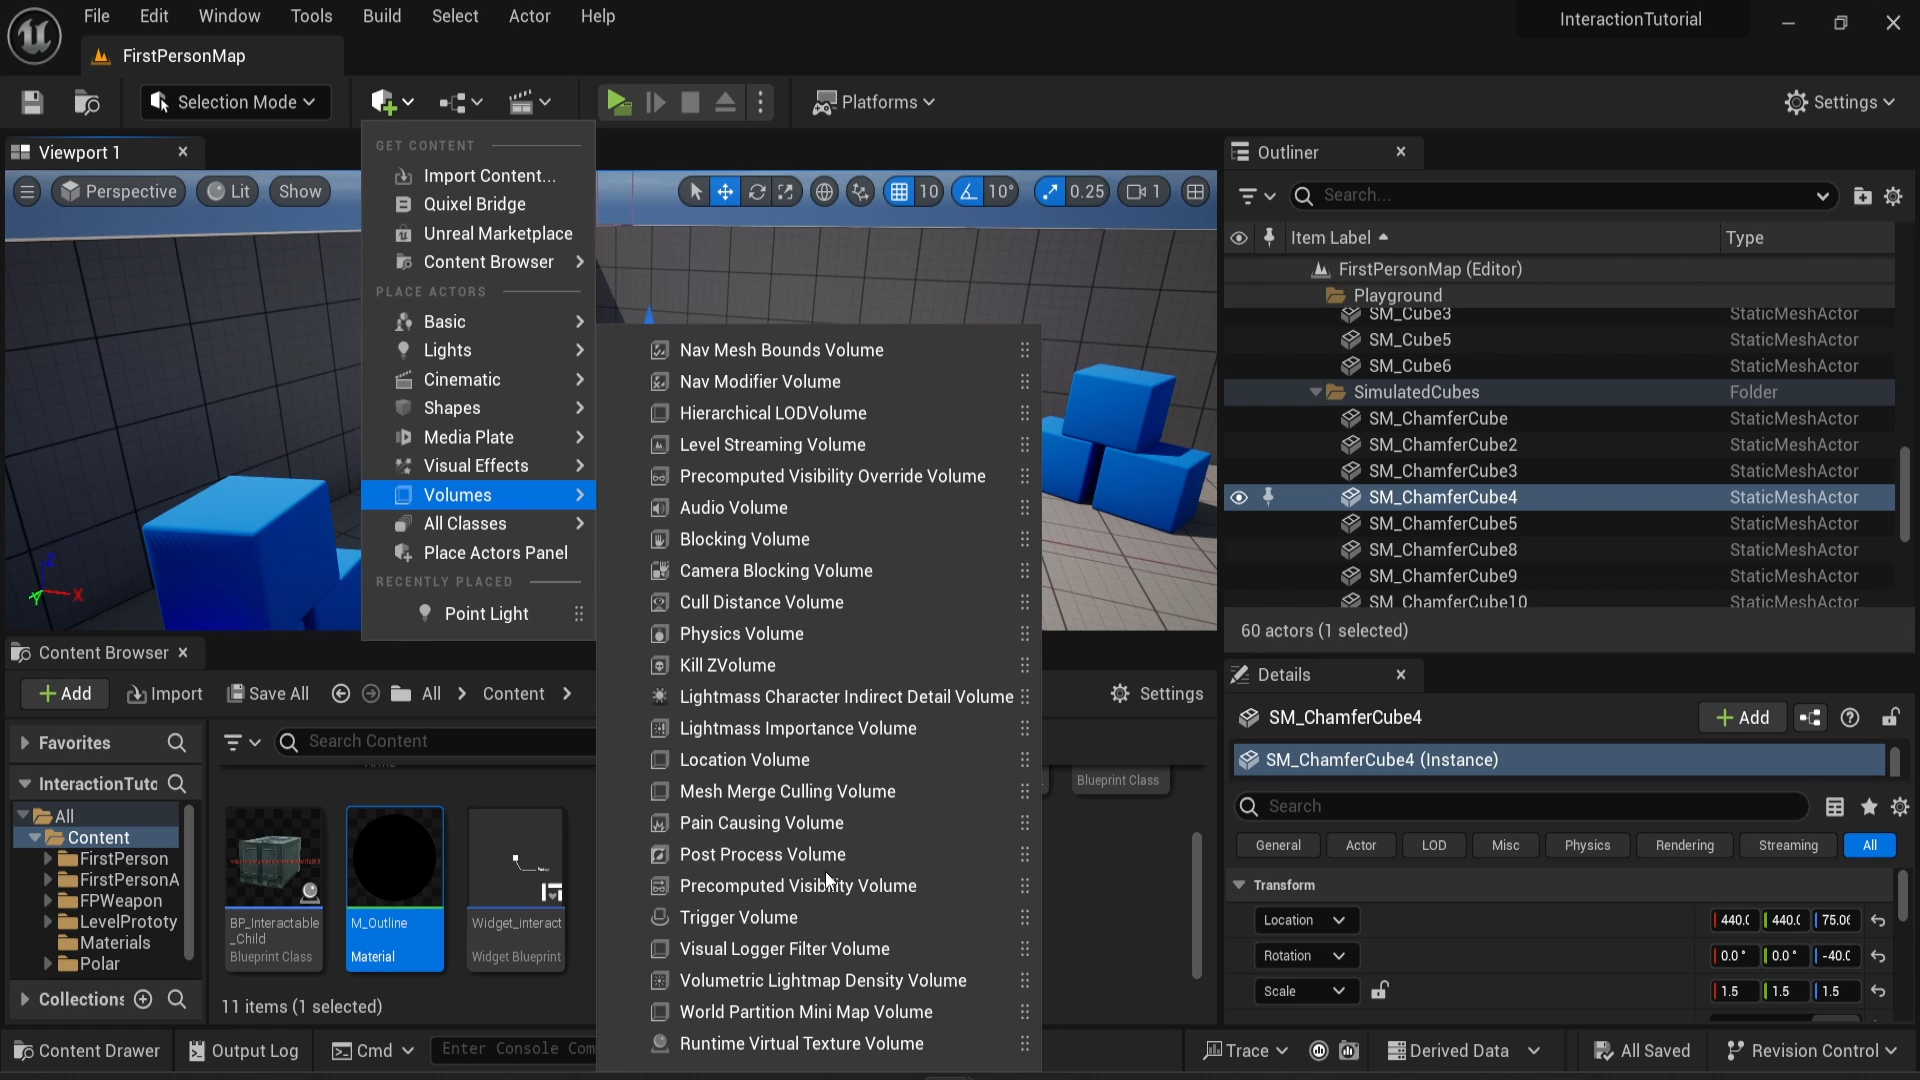 File Edit Window Tools Build Select Actor Help
InteractionTutorial
FirstPersonMap
Selection Mode
Platforms
Settings
Viewport 1
Perspective
Lit
Show
10
10°
0.25
1
GET CONTENT
Import Content...
Quixel Bridge
Unreal Marketplace
Content Browser
PLACE ACTORS
Basic
Lights
Cinematic
Shapes
Media Plate
Visual Effects
Volumes
All Classes
Place Actors Panel
RECENTLY PLACED
Point Light
Nav Mesh Bounds Volume
Nav Modifier Volume
Hierarchical LODVolume
Level Streaming Volume
Precomputed Visibility Override Volume
Audio Volume
Blocking Volume
Camera Blocking Volume
Cull Distance Volume
Physics Volume
Kill ZVolume
Lightmass Character Indirect Detail Volume
Lightmass Importance Volume
Location Volume
Mesh Merge Culling Volume
Pain Causing Volume
Post Process Volume
Precomputed Visibility Volume
Trigger Volume
Visual Logger Filter Volume
Volumetric Lightmap Density Volume
World Partition Mini Map Volume
Runtime Virtual Texture Volume
Z
Y
X
Outliner
Search...
Item Label Type
FirstPersonMap (Editor)
Playground
SM_Cube3 StaticMeshActor
SM_Cube5 StaticMeshActor
SM_Cube6 StaticMeshActor
SimulatedCubes Folder
SM_ChamferCube StaticMeshActor
SM_ChamferCube2 StaticMeshActor
SM_ChamferCube3 StaticMeshActor
SM_ChamferCube4 StaticMeshActor
SM_ChamferCube5 StaticMeshActor
SM_ChamferCube8 StaticMeshActor
SM_ChamferCube9 StaticMeshActor
SM_ChamferCube10 StaticMeshActor
60 actors (1 selected)
Details
SM_ChamferCube4
Add
SM_ChamferCube4 (Instance)
Search
General Actor LOD Misc Physics Rendering Streaming All
Transform
Location 440.( 440.( 75.0(
Rotation 0.0 ° 0.0 ° -40.(
Scale 1.5 1.5 1.5
Content Browser
Add Import Save All All Content
Settings
Favorites
Search Content
InteractionTuto
All
Content
FirstPerson
FirstPersonA
FPWeapon
LevelPrototy
Materials
Polar
Collections
BP_Interactable
_Child
Blueprint Class
M_Outline
Material
Widget_interact
Widget Blueprint
Blueprint Class
11 items (1 selected)
Content Drawer
Output Log
Cmd
Enter Console Com
Trace
Derived Data
All Saved
Revision Control